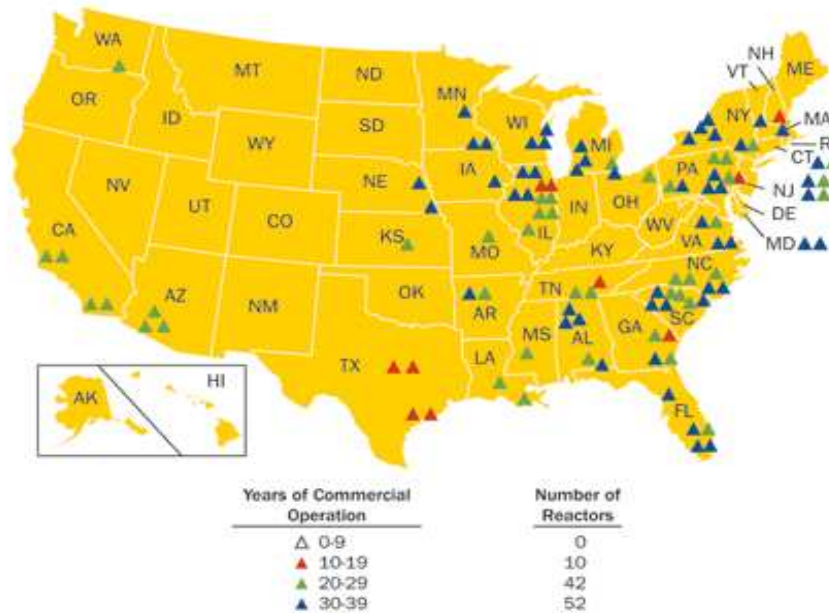 WA
MT
ND
MN
OR
ID
SD
WI
WY
NE
IA
MI
NY
VT
NH
ME
MA
R
CT
NJ
DE
MD
NV
UT
CO
CA
KS
MO
IL
IN
OH
PA
WV
VA
KY
NC
TN
SC
AZ
NM
OK
AR
MS
AL
GA
LA
TX
FL
AK
HI
Years of Commercial Operation
Number of Reactors
0-9 0
10-19 10
20-29 42
30-39 52